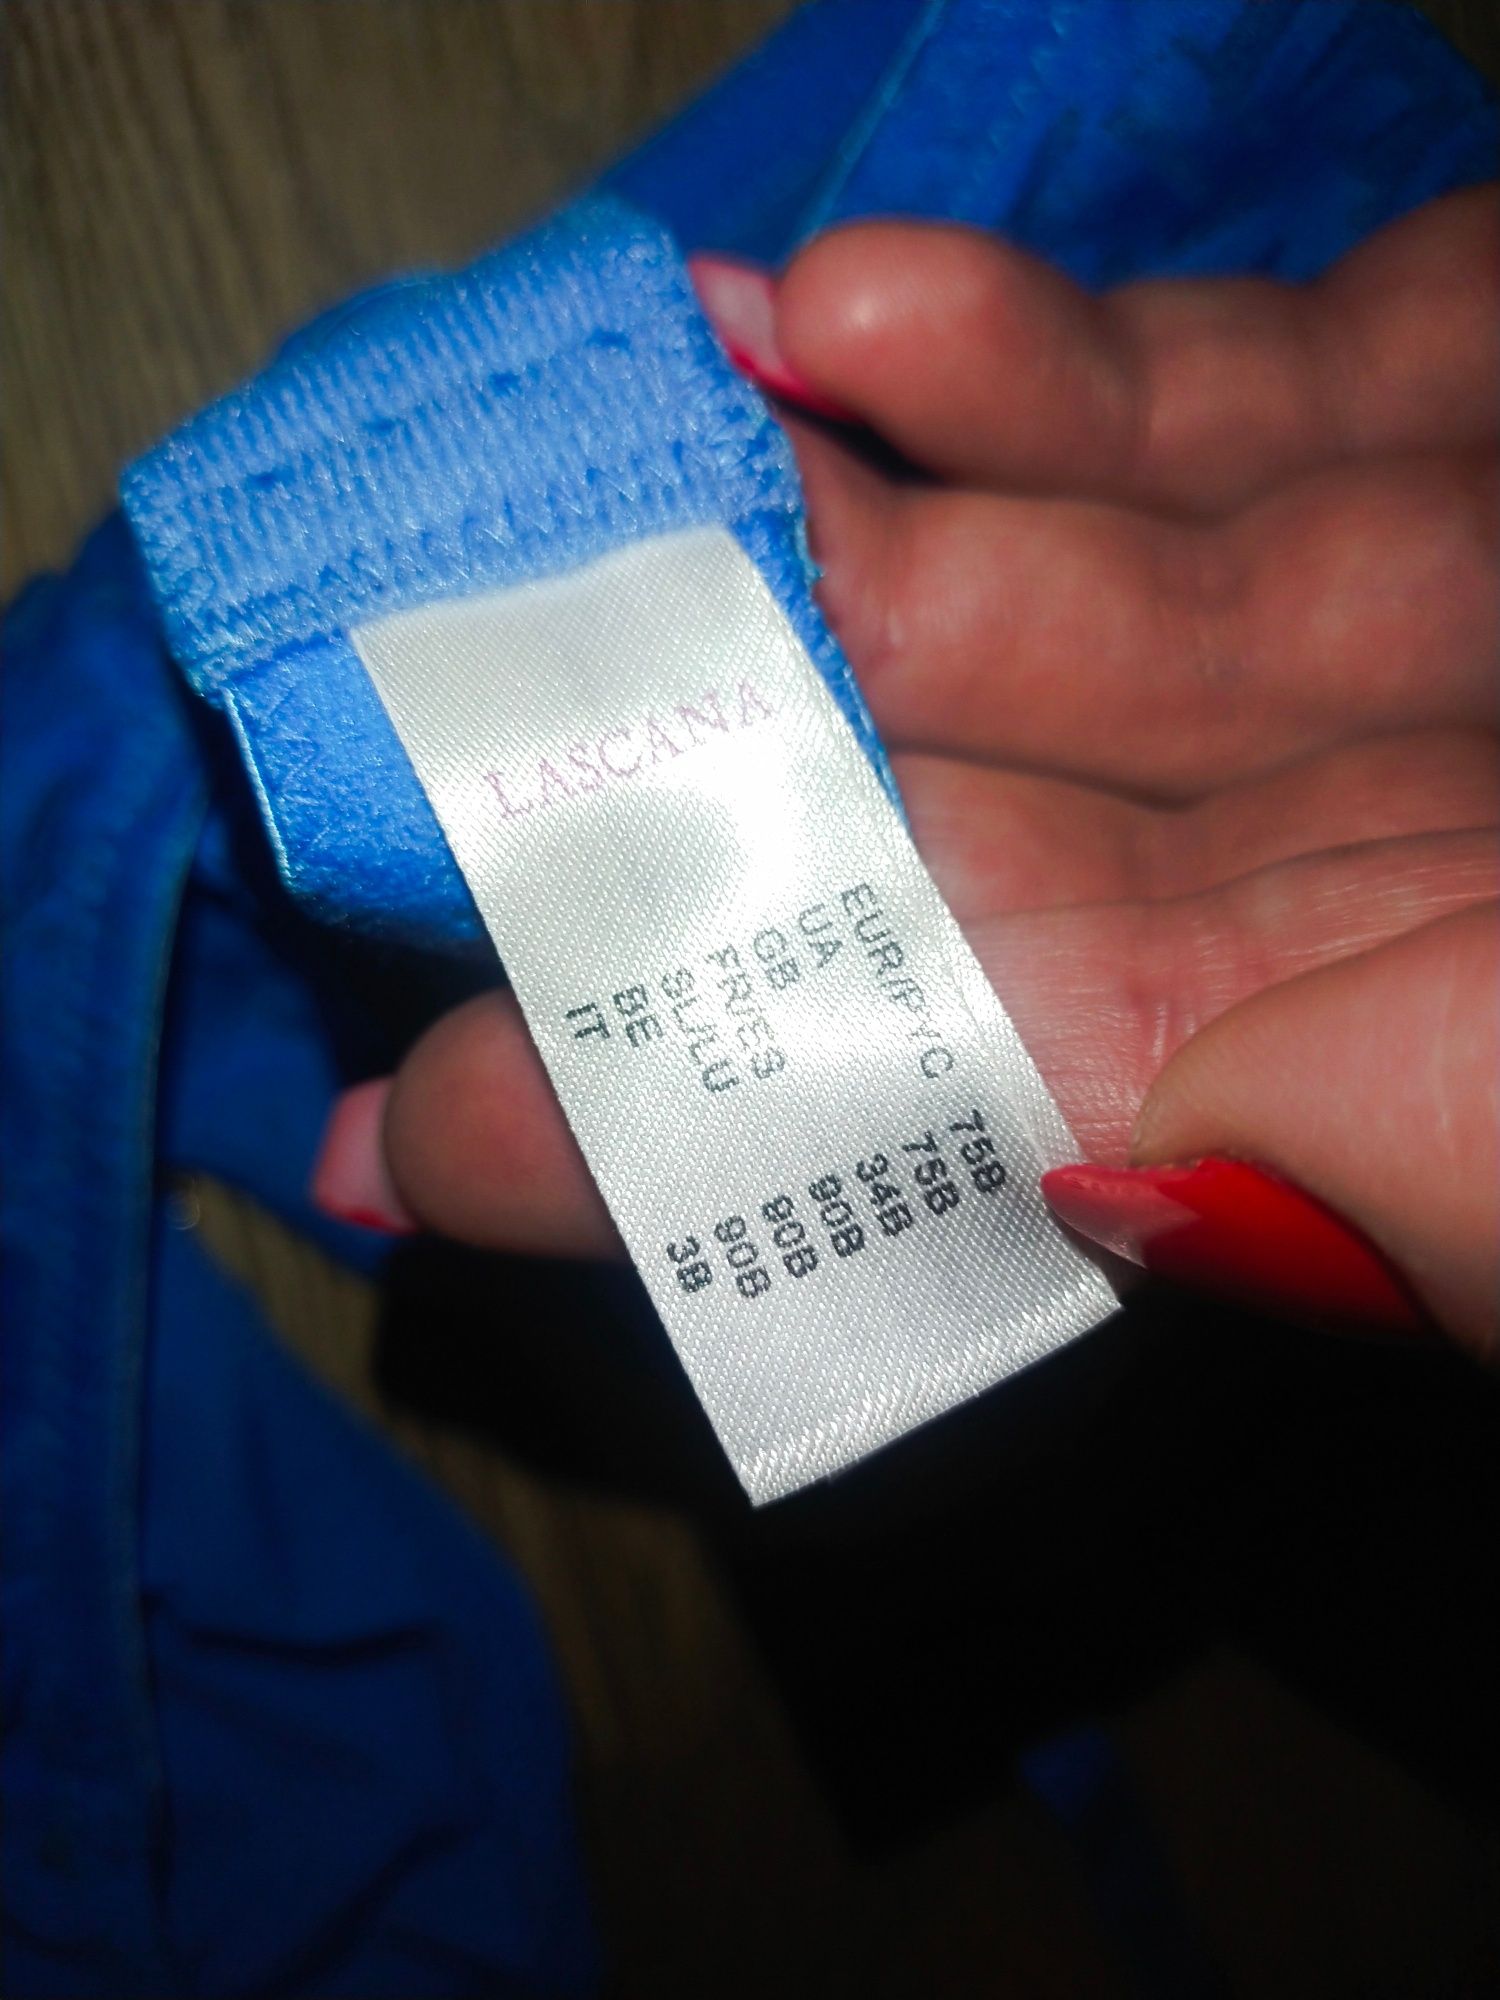 LASCANA
EUR/РУС 75B
UA 75B
GB 34B
FR/ES 90B
SL/LU 90B
BE 90B
IT 3B